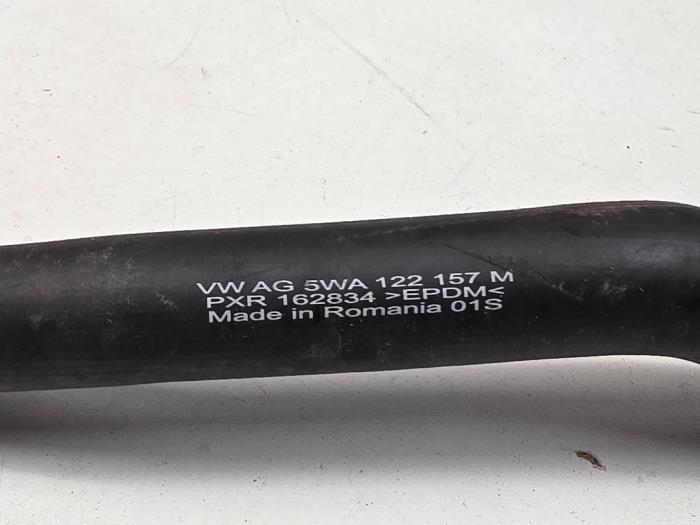 VW AG 5WA 122 157 M
PXR 162834 >EPDM<
Made in Romania 01S